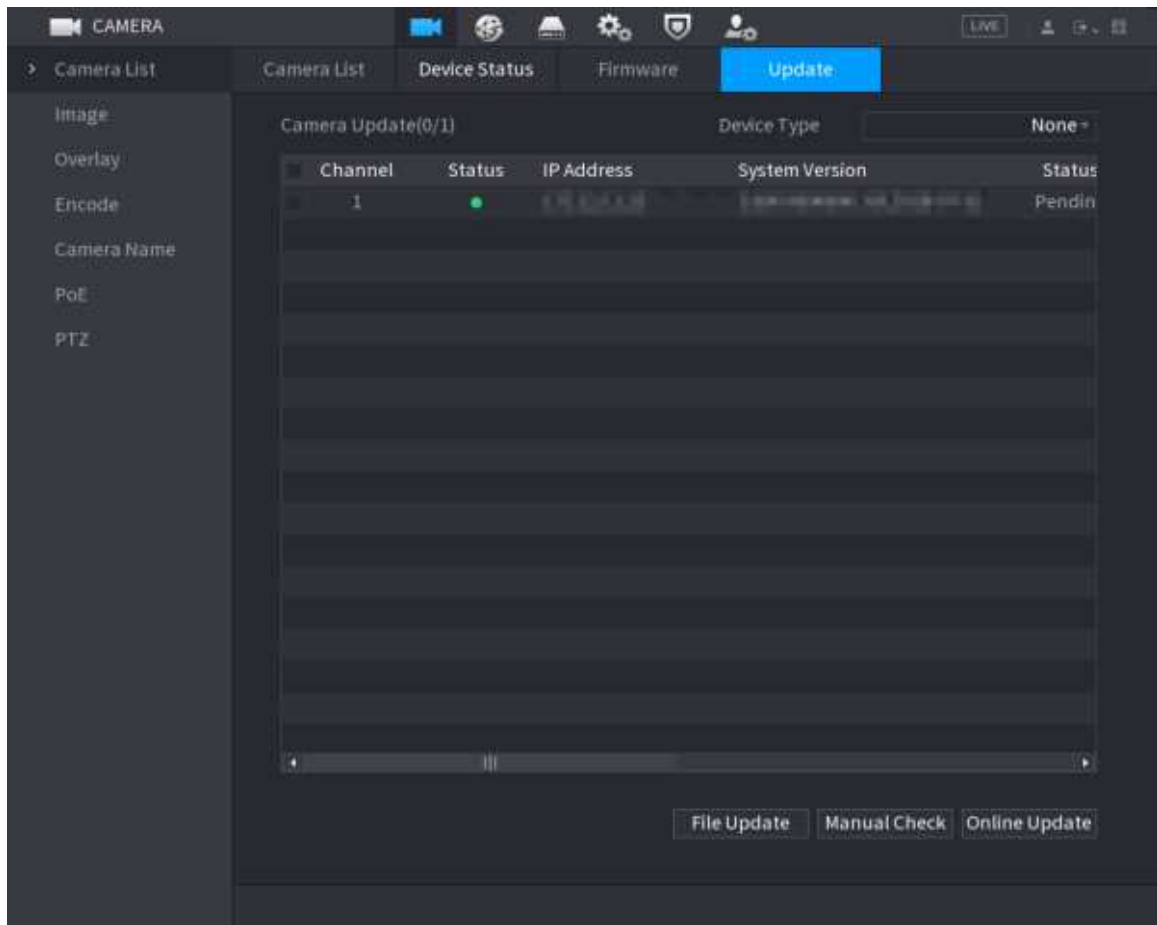 CAMERA LIVE
Camera List
Image
Overlay
Encode
Camera Name
PoE
PTZ
Camera List Device Status Firmware Update
Camera Update(0/1) Device Type None
Channel Status IP Address System Version Status
1 Pendin
File Update Manual Check Online Update